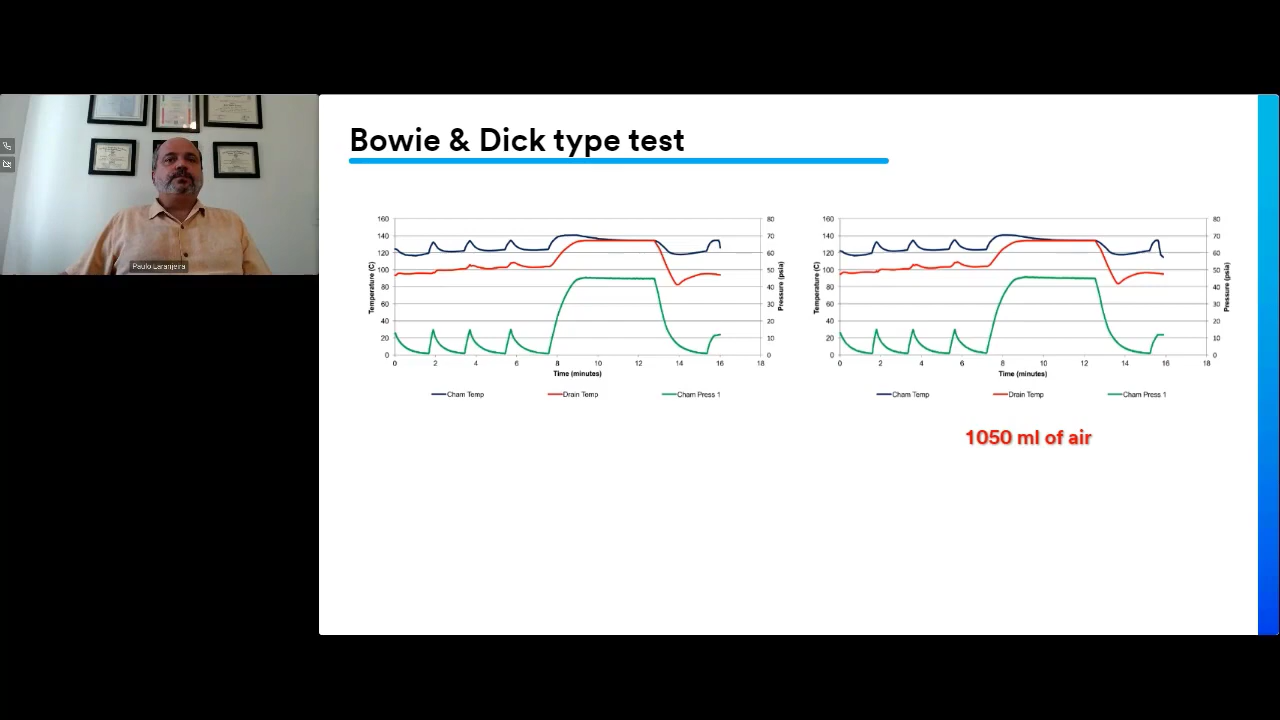 Paulo Laranjeira
Bowie & Dick type test
160
140
120
100
80
60
40
20
0
Temperature (C)
80
70
60
50
40
30
20
10
0
Pressure (psia)
0 2 4 6 8 10 12 14 16 18
Time (minutes)
Cham Temp Drain Temp Cham Press 1
160
140
120
100
80
60
40
20
0
Temperature (C)
80
70
60
50
40
30
20
10
0
Pressure (psia)
0 2 4 6 8 10 12 14 16 18
Time (minutes)
Cham Temp Drain Temp Cham Press 1
1050 ml of air